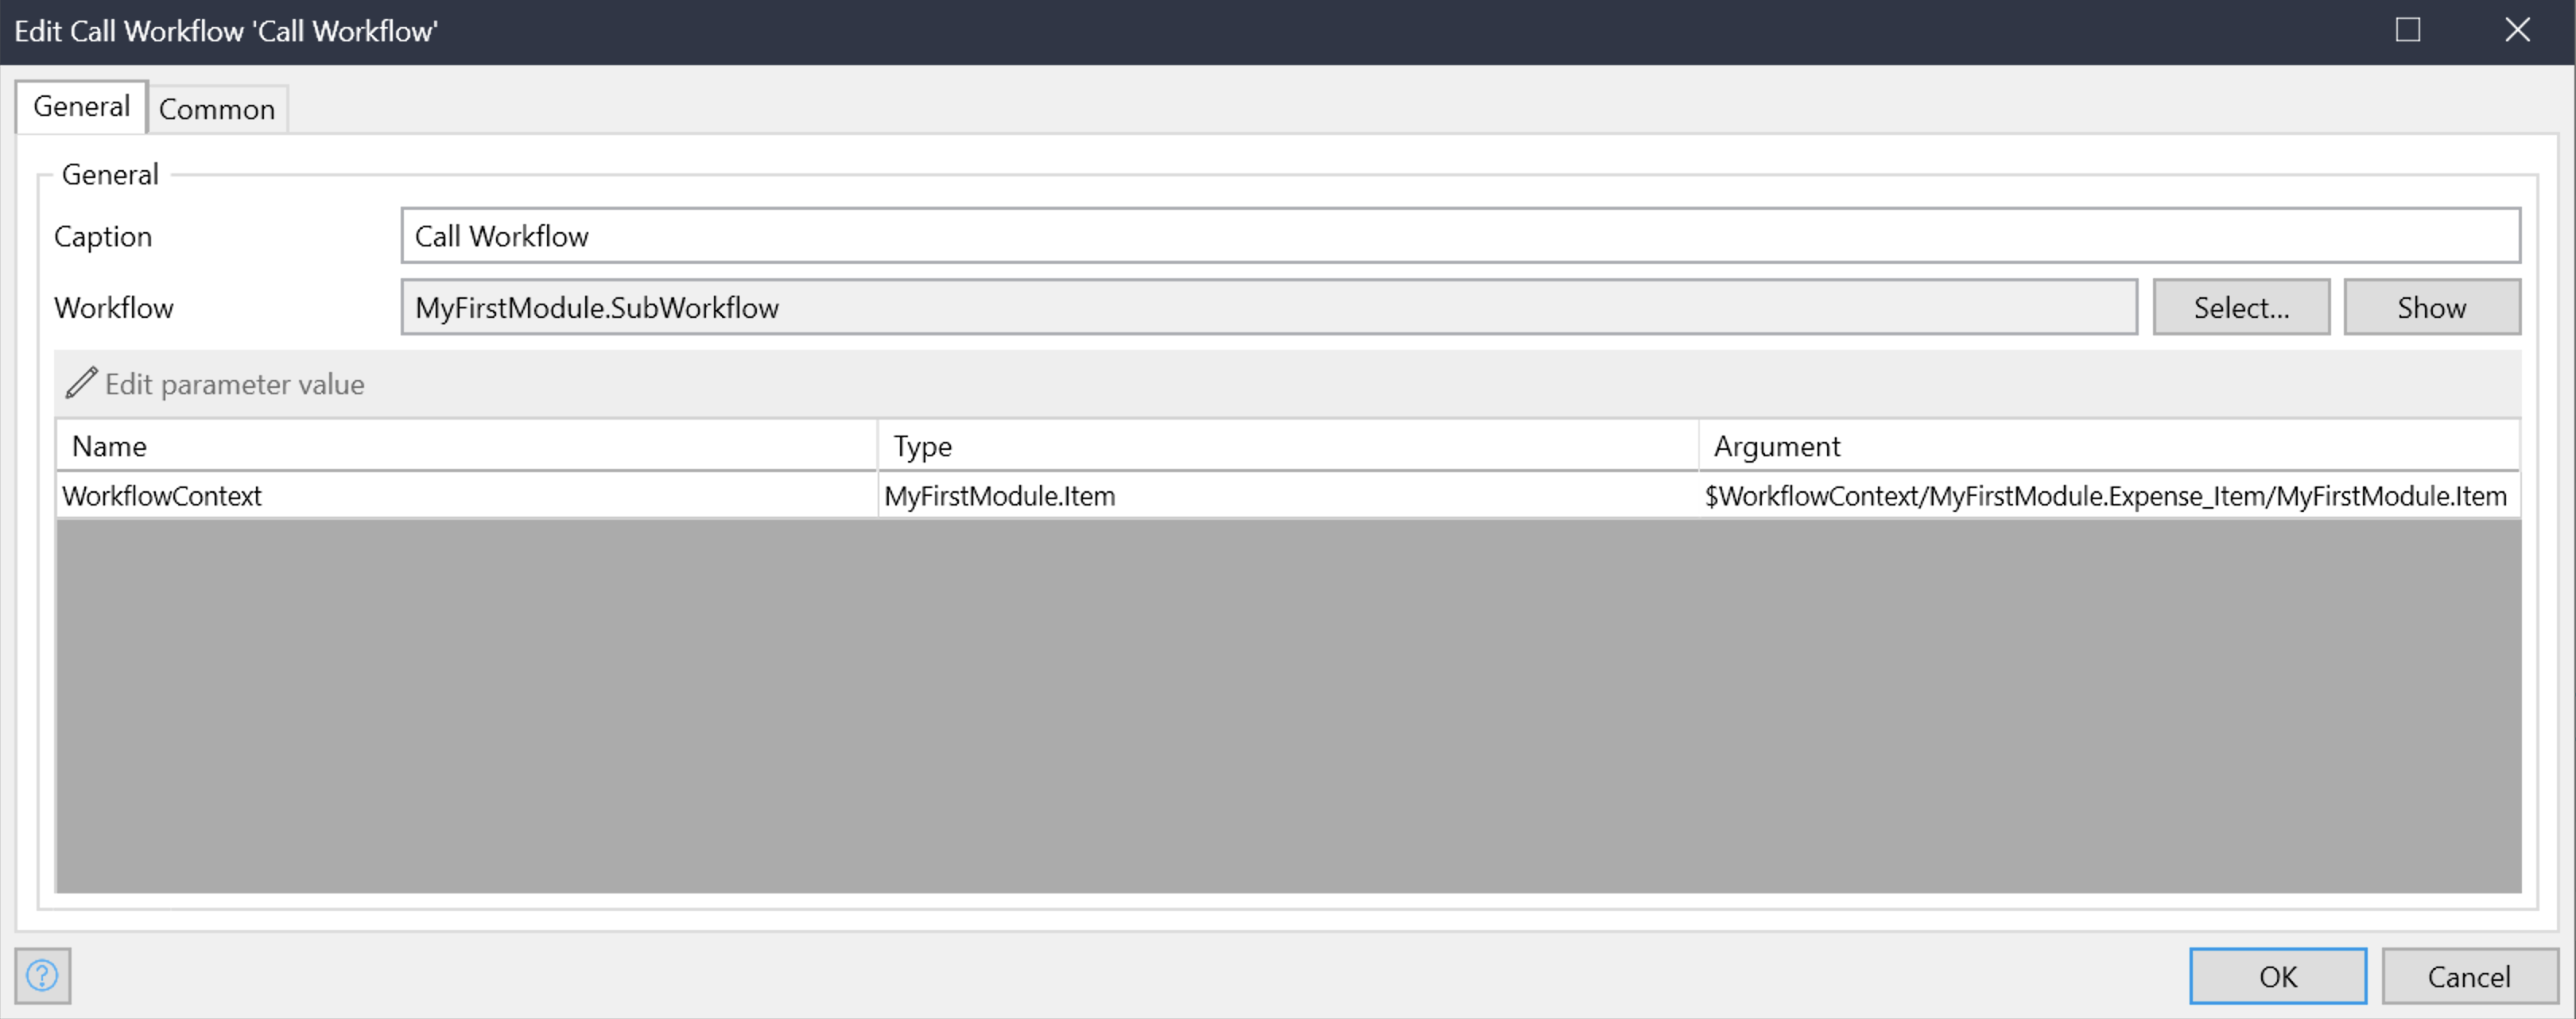 Edit Call Workflow 'Call Workflow'
General Common
General
Caption Call Workflow
Workflow MyFirstModule.SubWorkflow Select... Show
Edit parameter value
Name Type Argument
WorkflowContext MyFirstModule.Item $WorkflowContext/MyFirstModule.Expense_Item/MyFirstModule.Item
? OK Cancel